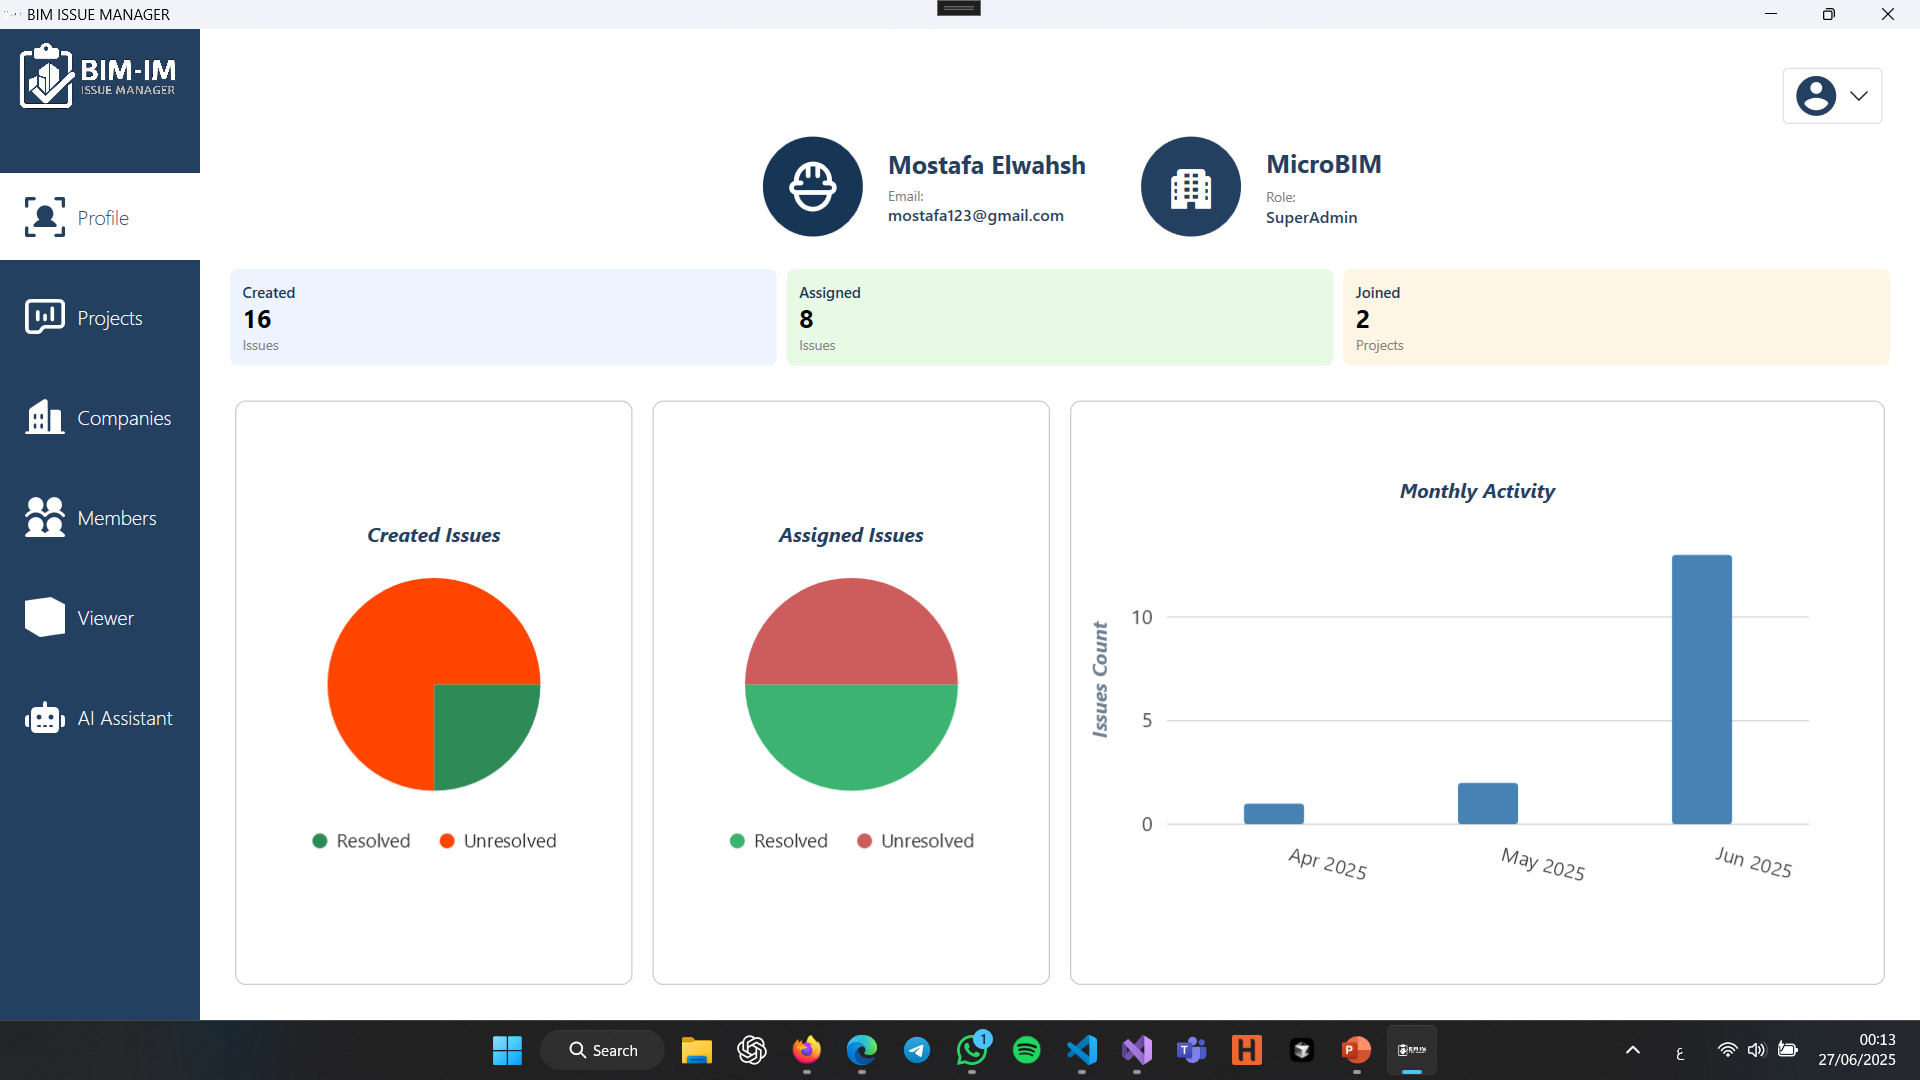 BIM ISSUE MANAGER
BIM-IM
ISSUE MANAGER
Profile
Projects
Companies
Members
Viewer
AI Assistant
Mostafa Elwahsh
Email:
mostafa123@gmail.com
MicroBIM
Role:
SuperAdmin
Created
16
Issues
Assigned
8
Issues
Joined
2
Projects
Created Issues
Resolved Unresolved
Assigned Issues
Resolved Unresolved
Monthly Activity
Issues Count
10
5
0
Apr 2025 May 2025 Jun 2025
Search
1
ع
00:13
27/06/2025